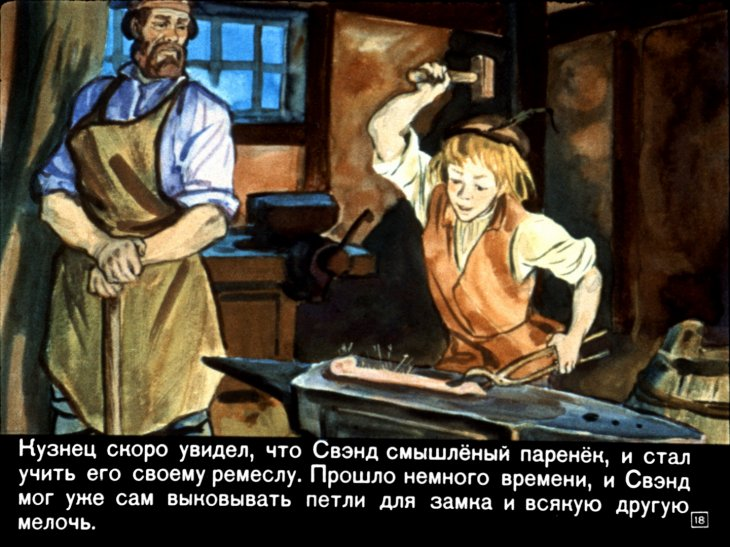 Кузнец скоро увидел, что Свэнд смышлёный паренёк, и стал
учить его своему ремеслу. Прошло немного времени, и Свэнд
мог уже сам выковывать петли для замка и всякую другую
мелочь.
18